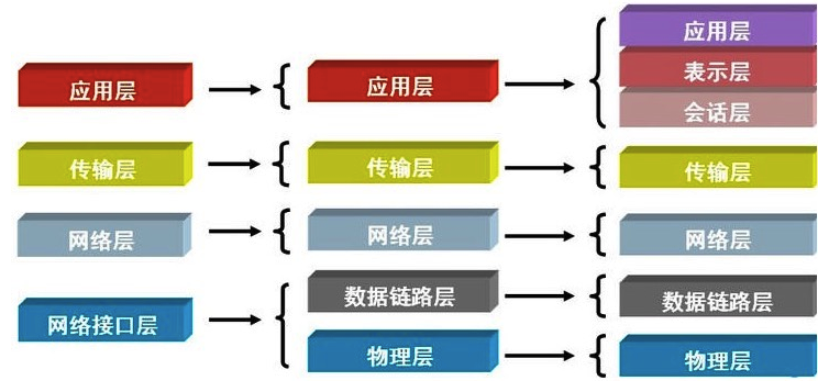 应用层
应用层
应用层
表示层
会话层
传输层
传输层
传输层
网络层
网络层
网络层
网络接口层
数据链路层
数据链路层
物理层
物理层